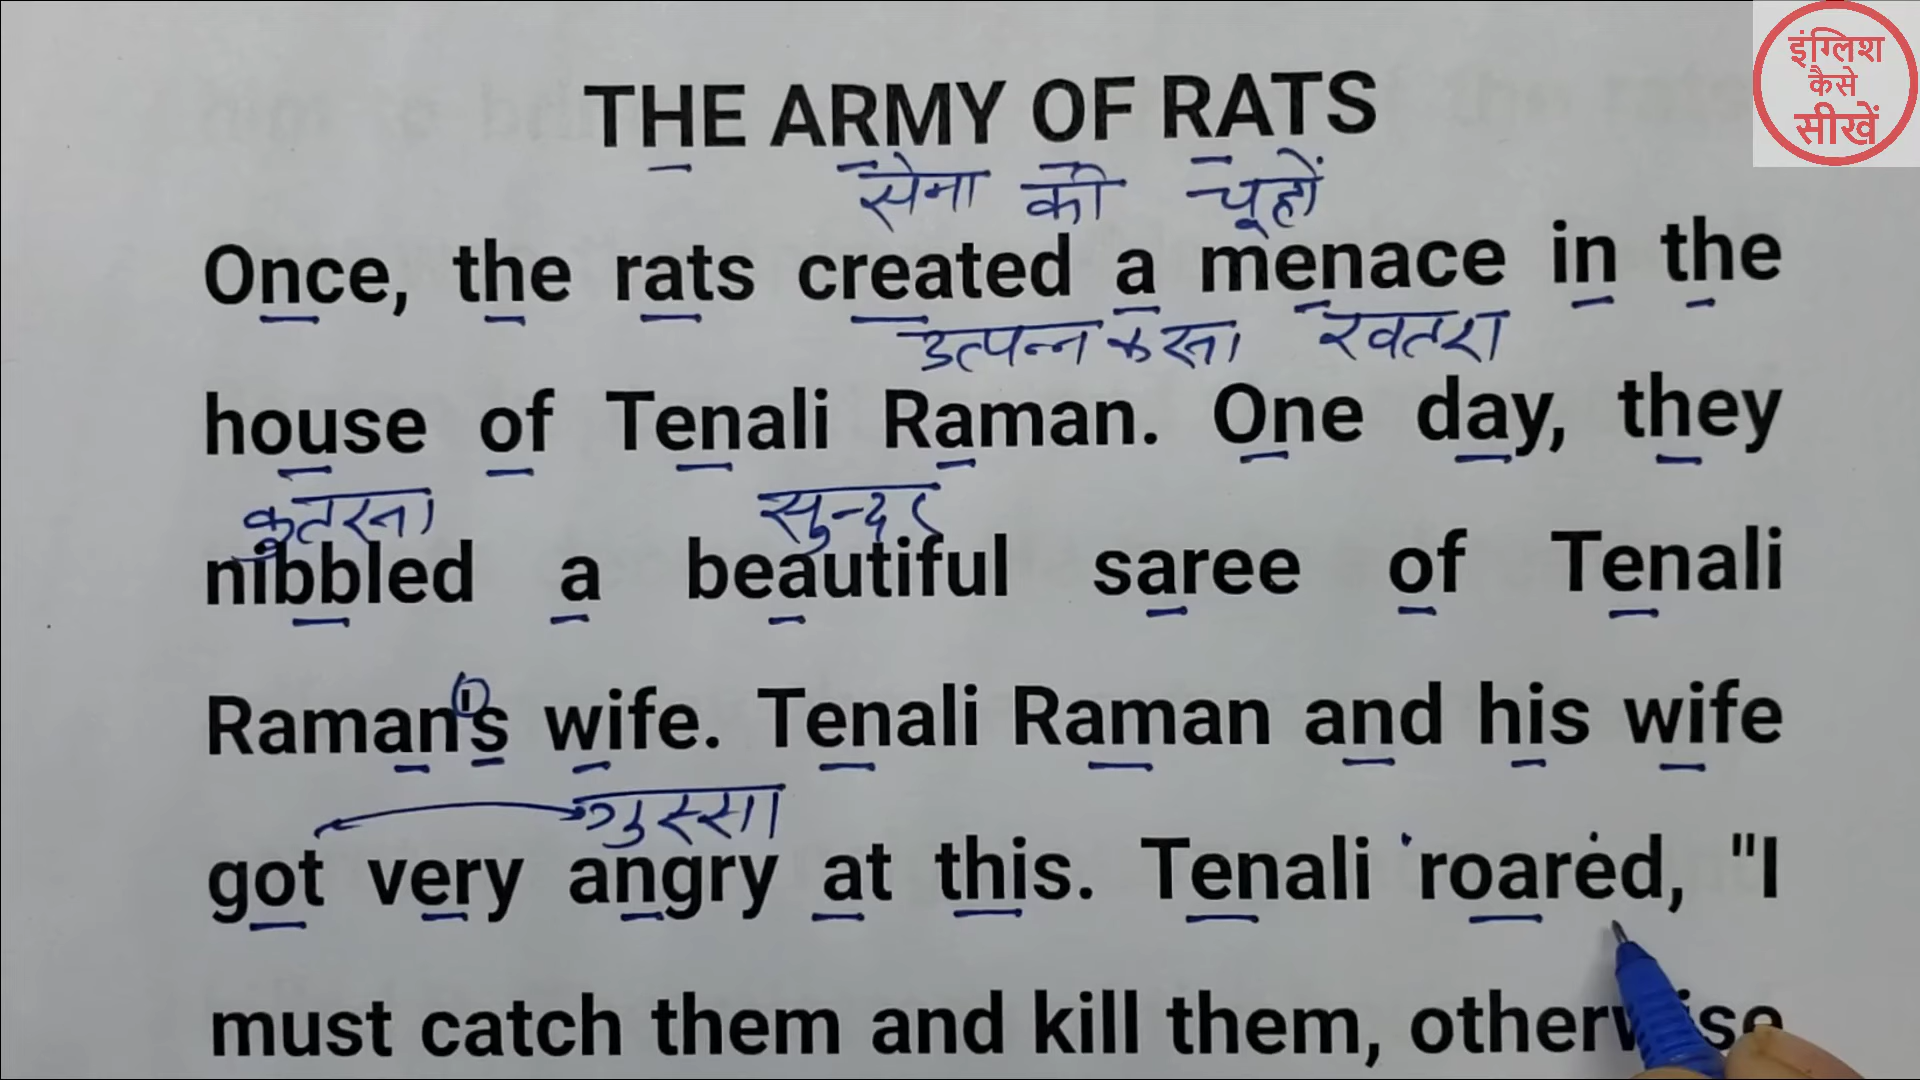 इंग्लिश
कैसे
सीखें
THE ARMY OF RATS
सेना की चूहों
Once, the rats created a menace in the
उत्पन्न करना खतरा
house of Tenali Raman. One day, they
कुतरना सुन्दर
nibbled a beautiful saree of Tenali
Raman's wife. Tenali Raman and his wife
गुस्सा
got very angry at this. Tenali roared, "I
must catch them and kill them, otherwise